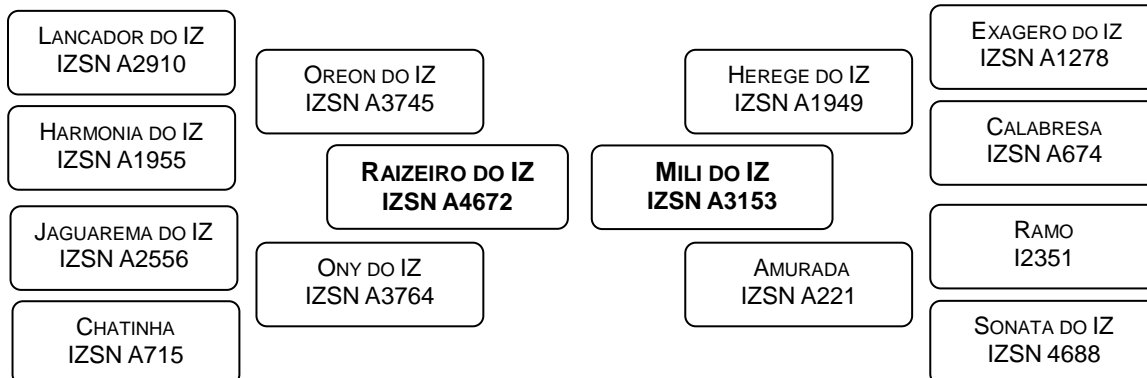 LANCADOR DO IZ
IZSN A2910
HARMONIA DO IZ
IZSN A1955
JAGUAREMA DO IZ
IZSN A2556
CHATINHA
IZSN A715
OREON DO IZ
IZSN A3745
ONY DO IZ
IZSN A3764
RAIZEIRO DO IZ
IZSN A4672
MILI DO IZ
IZSN A3153
HEREGE DO IZ
IZSN A1949
AMURADA
IZSN A221
EXAGERO DO IZ
IZSN A1278
CALABRESA
IZSN A674
RAMO
I2351
SONATA DO IZ
IZSN 4688